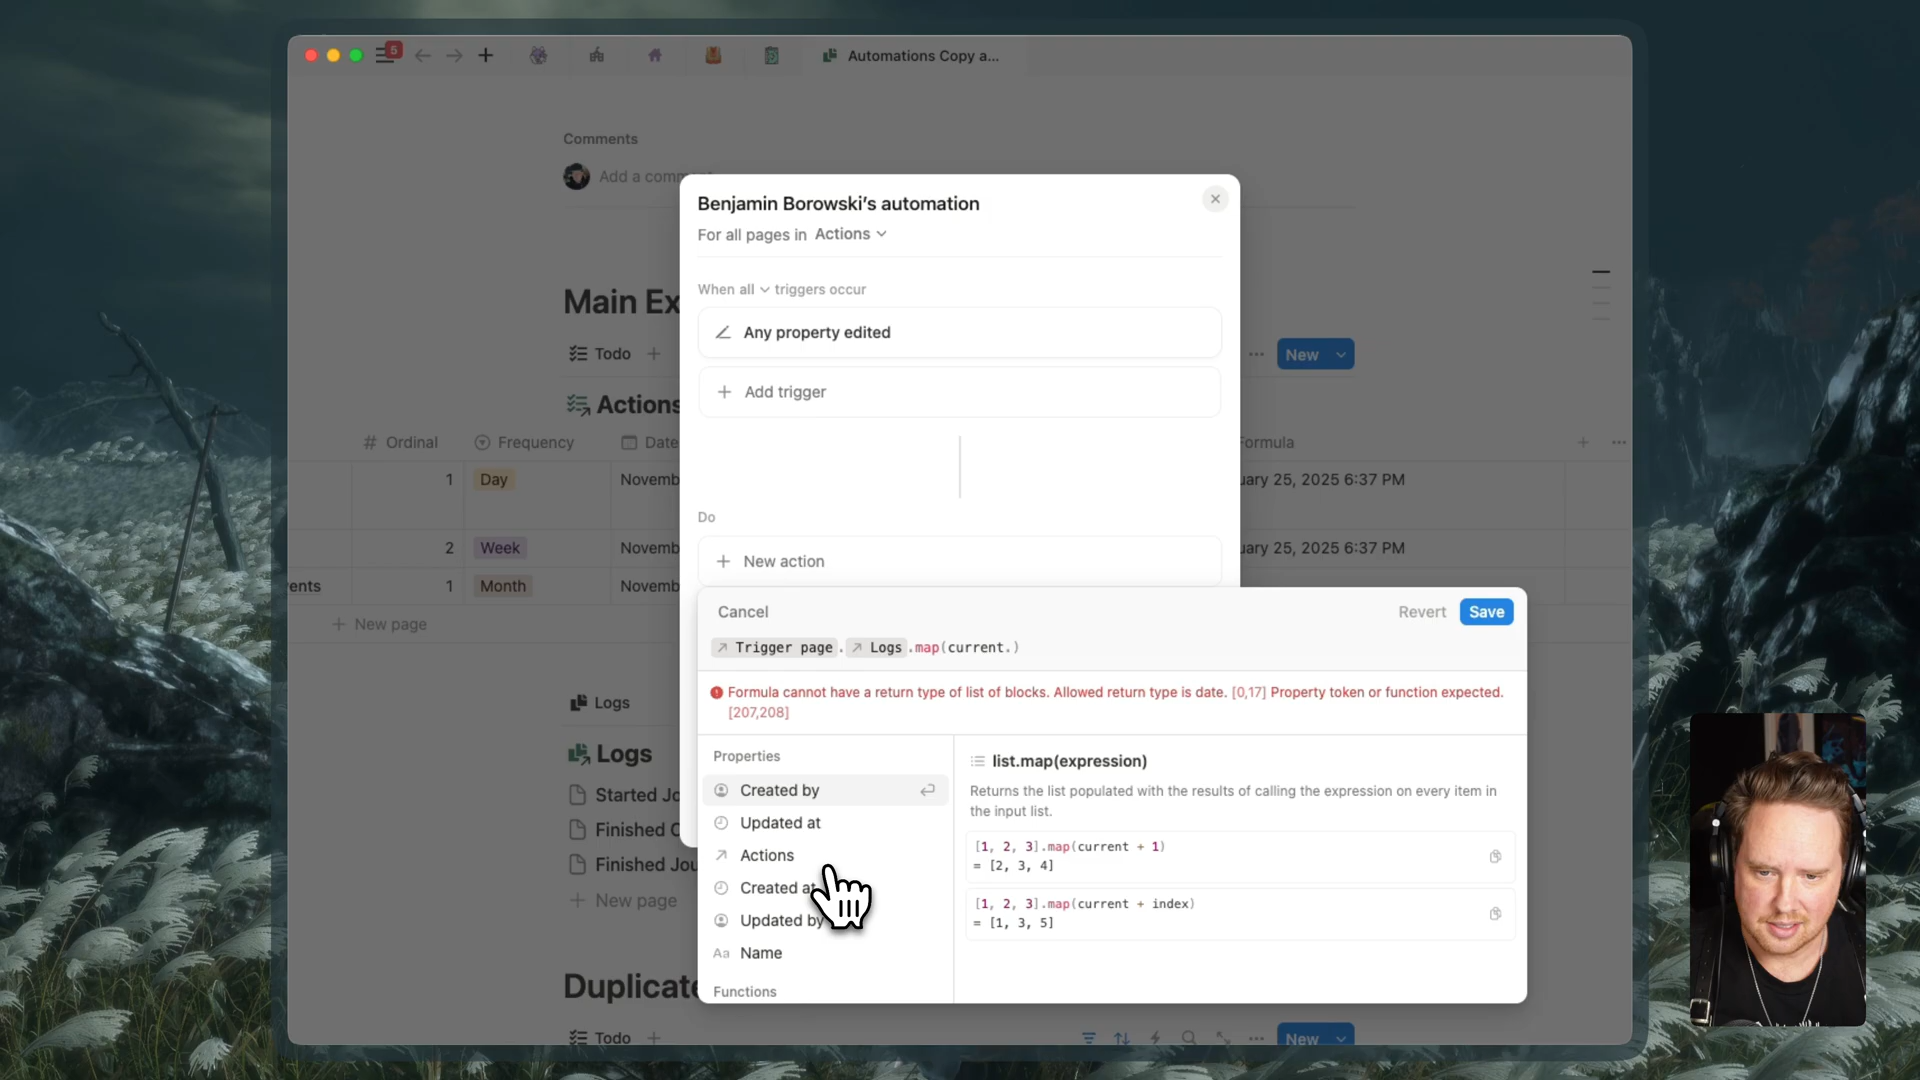 5
Automations Copy a...
Comments
Add a comm
Benjamin Borowski's automation
For all pages in Actions
When all triggers occur
Any property edited
Add trigger
Do
New action
Main Ex
Todo
New
Actions
Ordinal
Frequency
Date
Formula
1
Day
Novemb
uary 25, 2025 6:37 PM
2
Week
Novemb
uary 25, 2025 6:37 PM
ents
1
Month
Novemb
New page
Cancel
Revert
Save
Trigger page.Logs.map(current.)
Formula cannot have a return type of list of blocks. Allowed return type is date. [0,17] Property token or function expected.
[207,208]
Properties
Created by
Updated at
Actions
Created at
Updated by
Aa Name
Functions
list.map(expression)
Returns the list populated with the results of calling the expression on every item in
the input list.
[1, 2, 3].map(current + 1)
= [2, 3, 4]
[1, 2, 3].map(current + index)
= [1, 3, 5]
Logs
Logs
Started Jo
Finished C
Finished Jou
New page
Duplicate
Todo
New